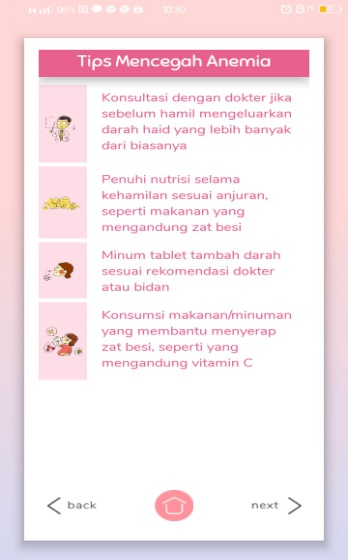 10:30
Tips Mencegah Anemia
Konsultasi dengan dokter jika
sebelum hamil mengeluarkan
darah haid yang lebih banyak
dari biasanya
Penuhi nutrisi selama
kehamilan sesuai anjuran,
seperti makanan yang
mengandung zat besi
Minum tablet tambah darah
sesuai rekomendasi dokter
atau bidan
Konsumsi makanan/minuman
yang membantu menyerap
zat besi, seperti yang
mengandung vitamin C
back
next